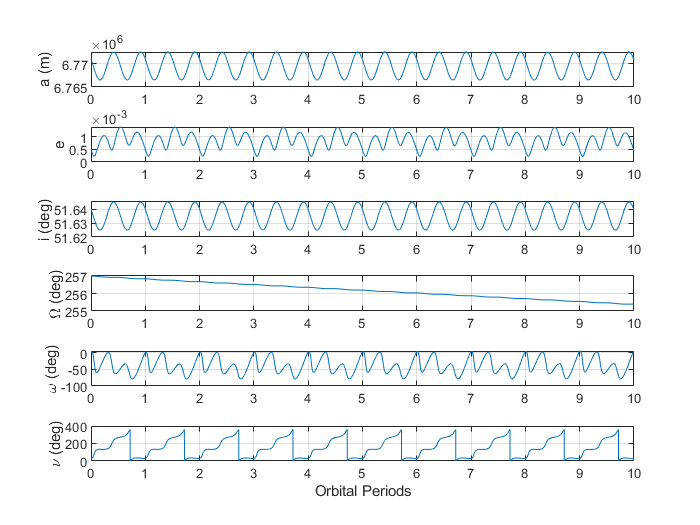 ×10^6
a (m)
6.77
6.765
0 1 2 3 4 5 6 7 8 9 10
×10^-3
e
1
0.5
0
0 1 2 3 4 5 6 7 8 9 10
i (deg)
51.64
51.63
51.62
0 1 2 3 4 5 6 7 8 9 10
Ω (deg)
257
256
255
0 1 2 3 4 5 6 7 8 9 10
ω (deg)
0
-50
-100
0 1 2 3 4 5 6 7 8 9 10
ν (deg)
400
200
0
0 1 2 3 4 5 6 7 8 9 10
Orbital Periods